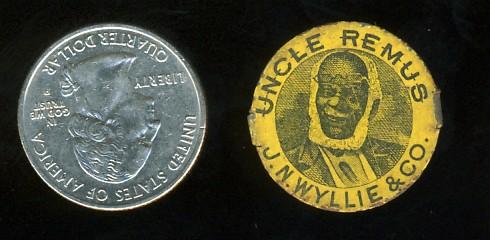 UNITED STATES OF AMERICA
LIBERTY
IN
GOD WE
TRUST
P
QUARTER DOLLAR
UNCLE REMUS
J.N.WYLLIE & CO.